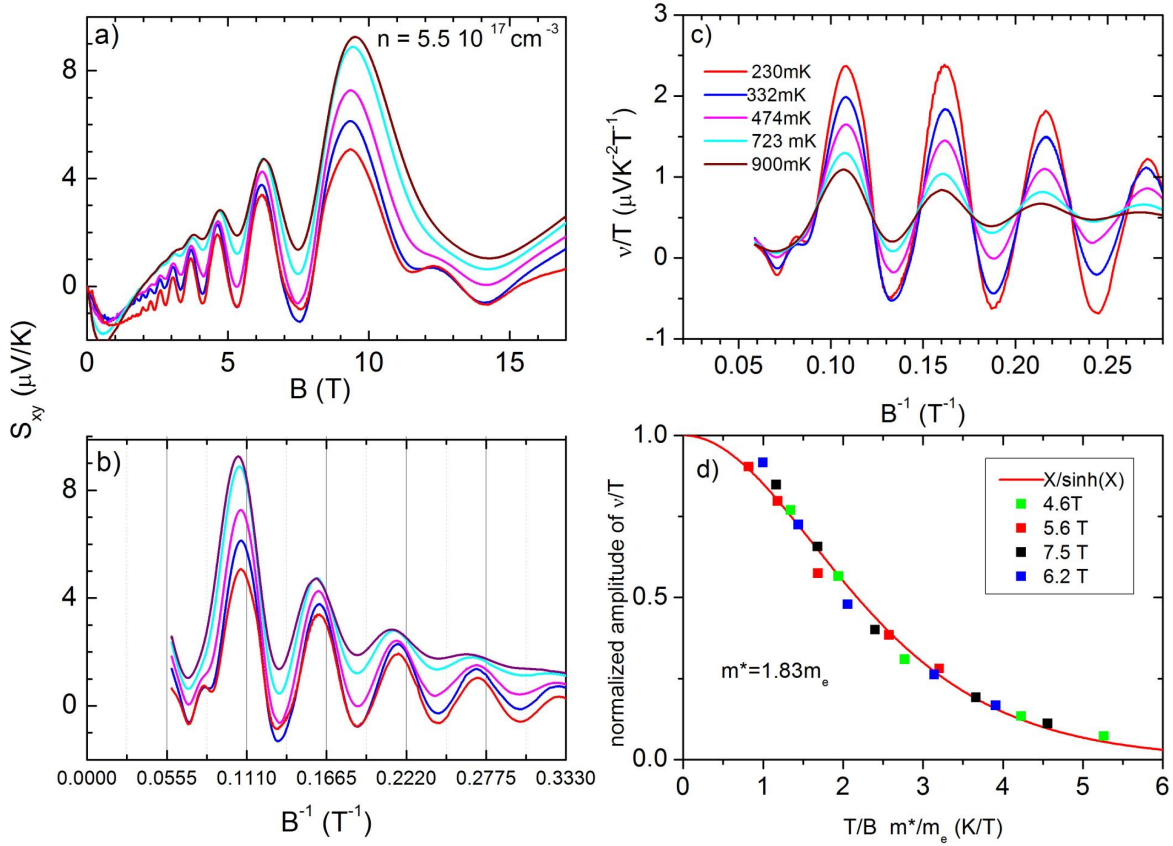 a)
n = 5.5 10 17 cm -3
8
4
0
0 5 10 15
B (T)
S xy (μV/K)
b)
8
4
0
0.0000 0.0555 0.1110 0.1665 0.2220 0.2775 0.3330
B -1 (T -1 )
c)
3
2
1
0
-1
230mK
332mK
474mK
723 mK
900mK
ν/T (μVK -2 T -1 )
0.05 0.10 0.15 0.20 0.25
B -1 (T -1 )
d)
1.0
0.5
0.0
X/sinh(X)
4.6T
5.6 T
7.5 T
6.2 T
m*=1.83m e
normalized amplitude of ν/T
0 1 2 3 4 5 6
T/B m*/m e (K/T)